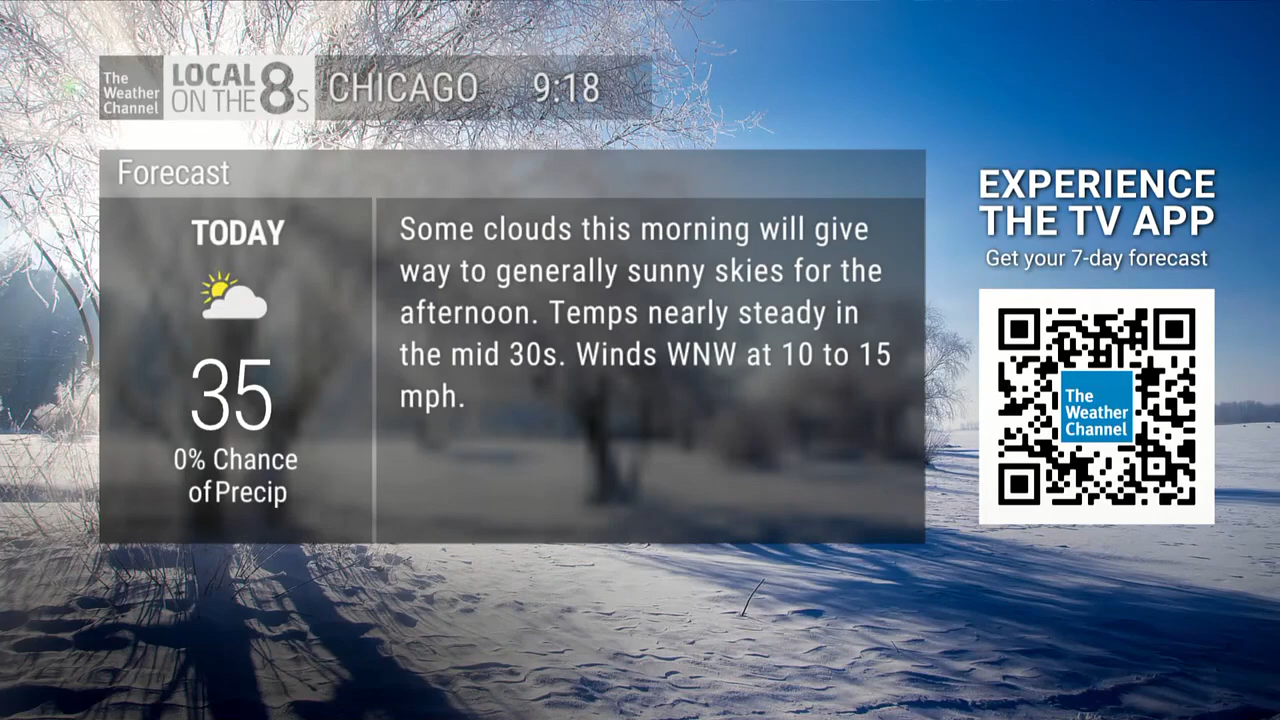 The
Weather
Channel
LOCAL
ON THE 8s
CHICAGO 9:18
Forecast
TODAY
35
0% Chance
of Precip
Some clouds this morning will give
way to generally sunny skies for the
afternoon. Temps nearly steady in
the mid 30s. Winds WNW at 10 to 15
mph.
EXPERIENCE
THE TV APP
Get your 7-day forecast
The
Weather
Channel